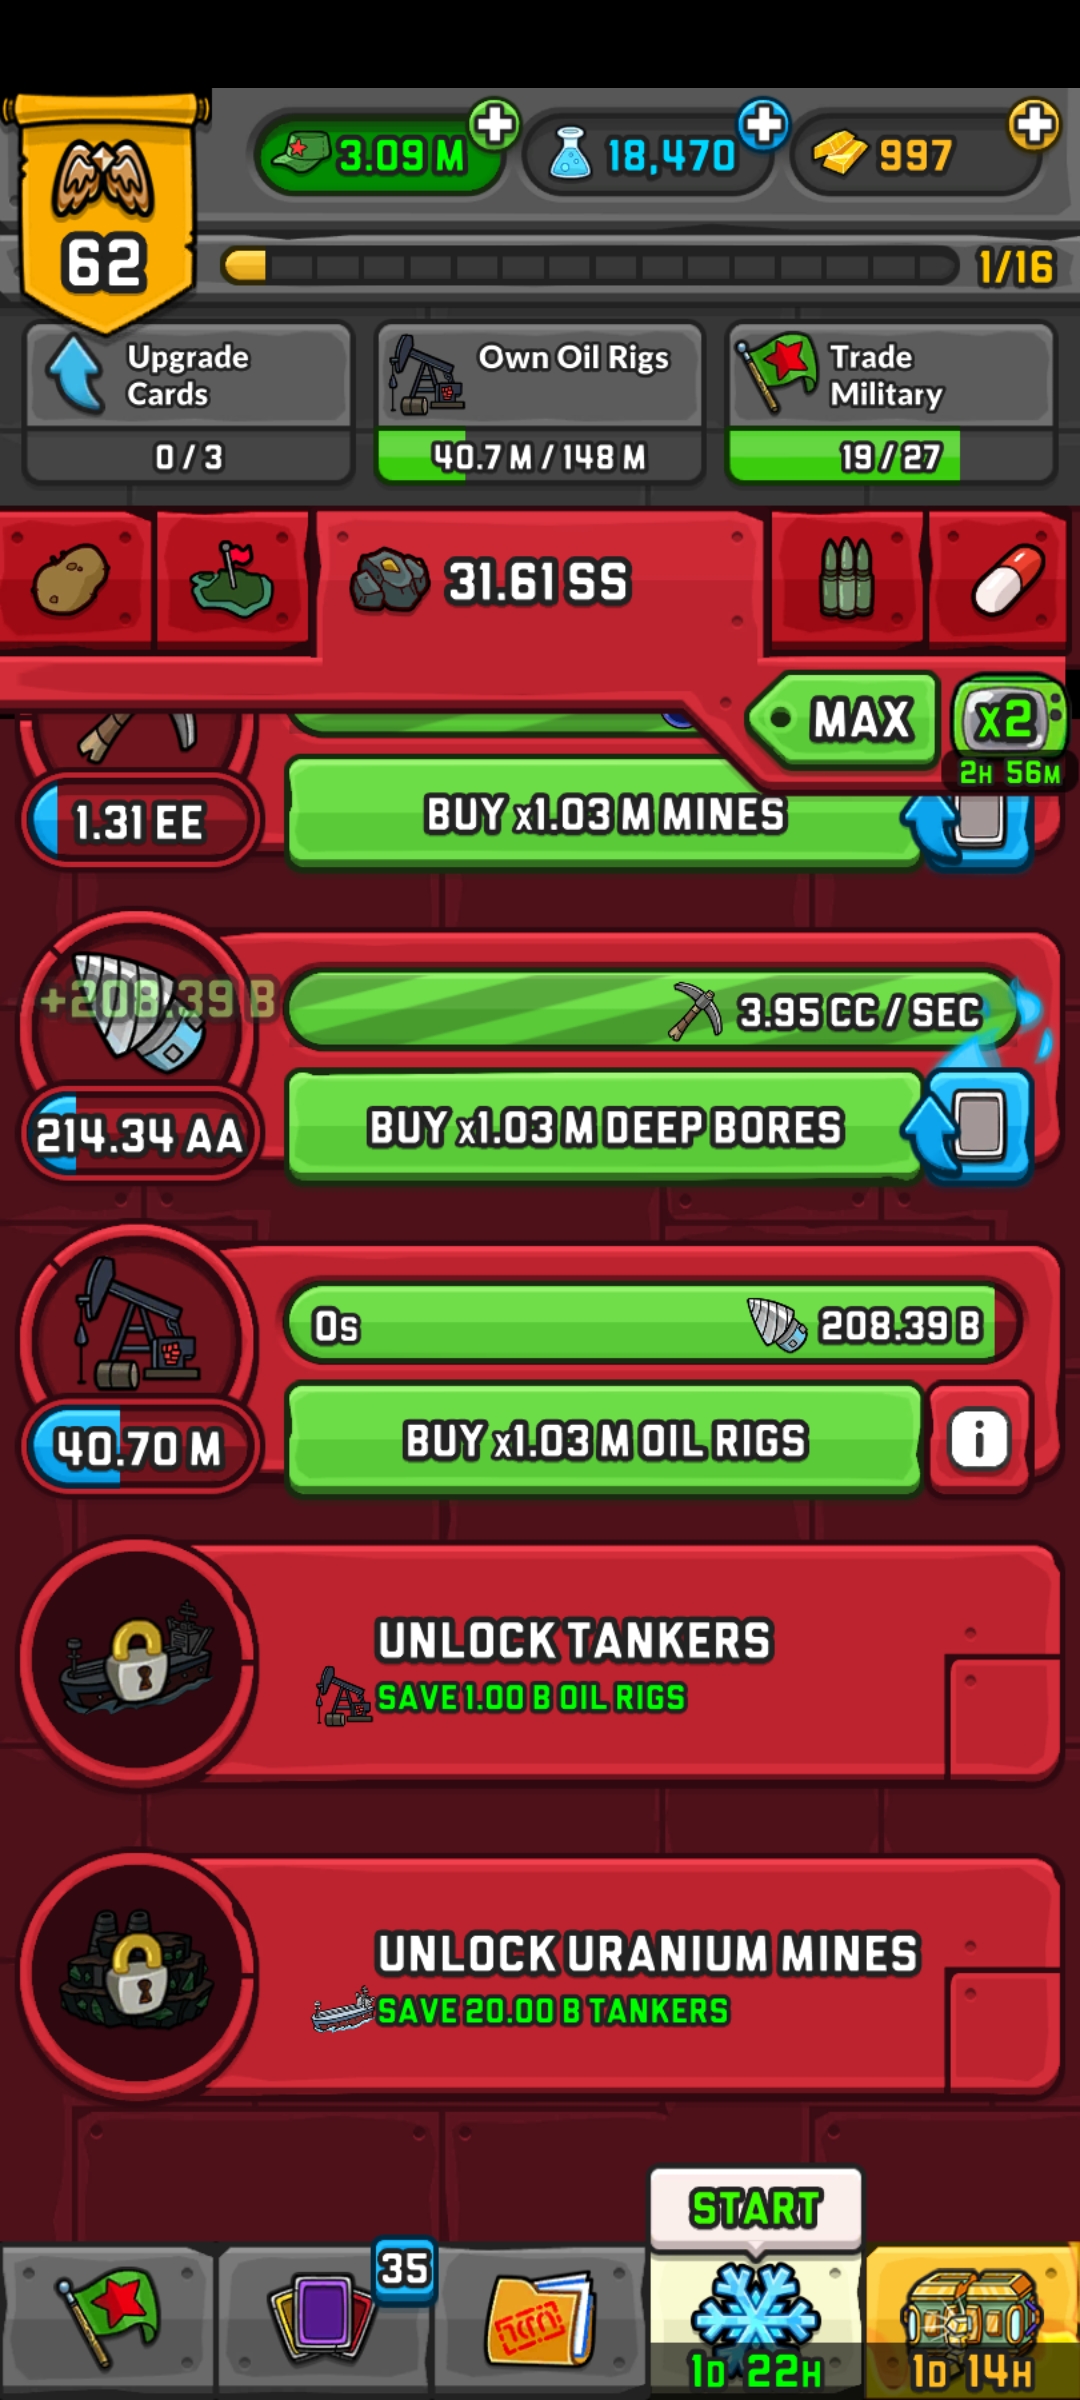 3.09 M
18,470
997
62
1/16
Upgrade
Cards
0 / 3
Own Oil Rigs
40.7 M / 148 M
Trade
Military
19 / 27
31.61 SS
MAX
x2
2H 56M
1.31 EE
BUY x1.03 M MINES
+208.39 B
3.95 CC / SEC
214.34 AA
BUY x1.03 M DEEP BORES
0s
208.39 B
40.70 M
BUY x1.03 M OIL RIGS
i
UNLOCK TANKERS
SAVE 1.00 B OIL RIGS
UNLOCK URANIUM MINES
SAVE 20.00 B TANKERS
START
35
1D 22H
1D 14H